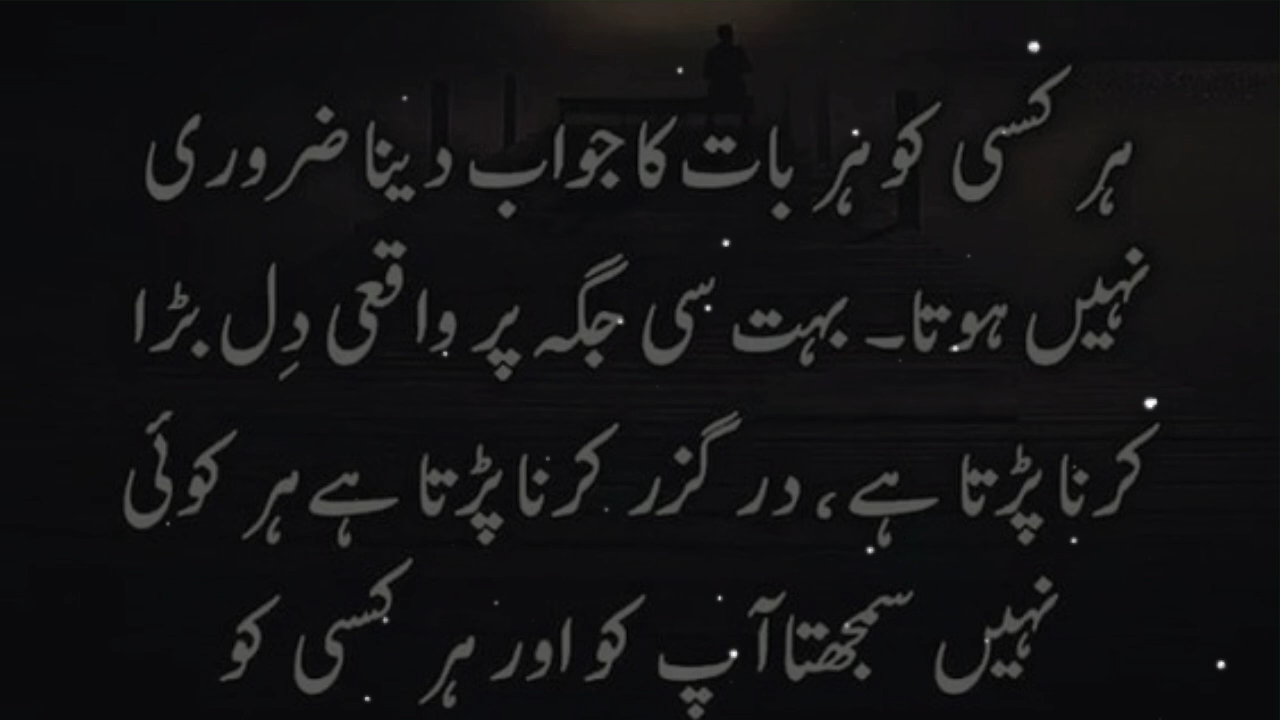 ہر کسی کو ہر بات کا جواب دینا ضروری
نہیں ہوتا۔ بہت سی جگہ پر واقعی دِل بڑا
کرنا پڑتا ہے، در گزر کرنا پڑتا ہے ہر کوئی
نہیں سمجھتا آپ کو اور ہر کسی کو